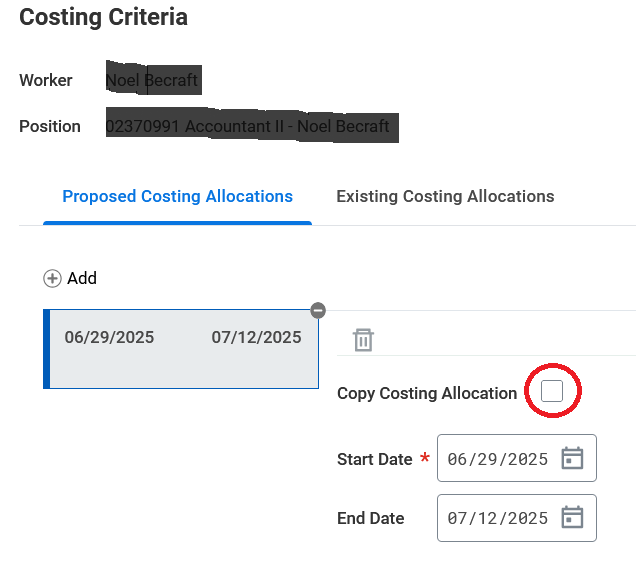 Costing Criteria
Worker Noel Becraft
Position 02370991 Accountant II - Noel Becraft
Proposed Costing Allocations Existing Costing Allocations
Add
06/29/2025 07/12/2025
Copy Costing Allocation
Start Date * 06/29/2025
End Date 07/12/2025